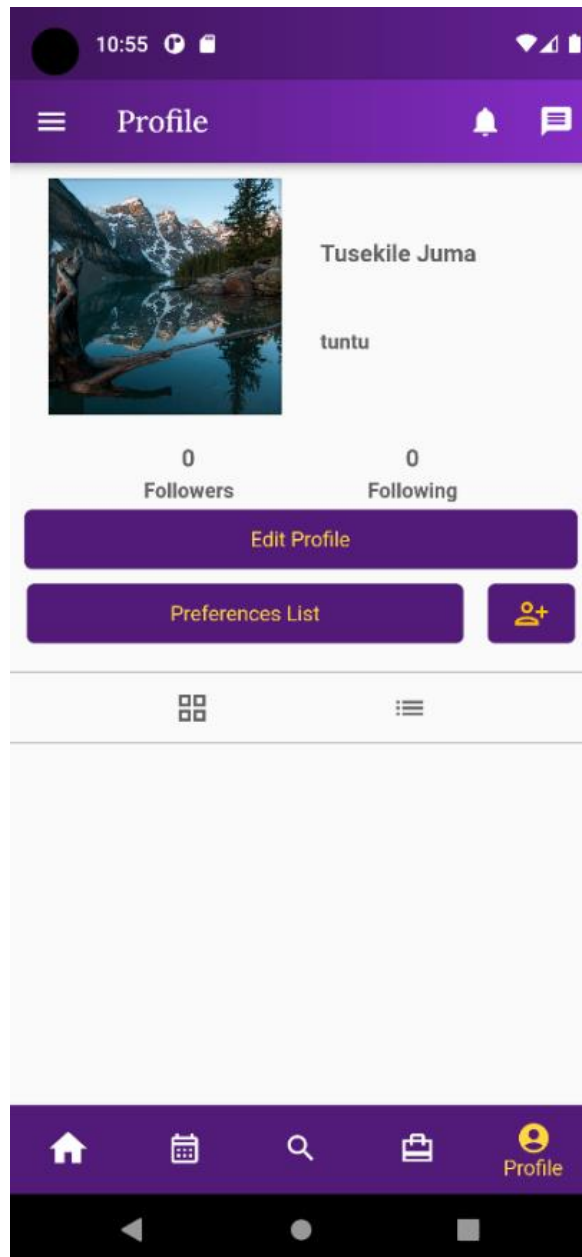 10:55
Profile
Tusekile Juma
tuntu
0 0
Followers Following
Edit Profile
Preferences List
Profile